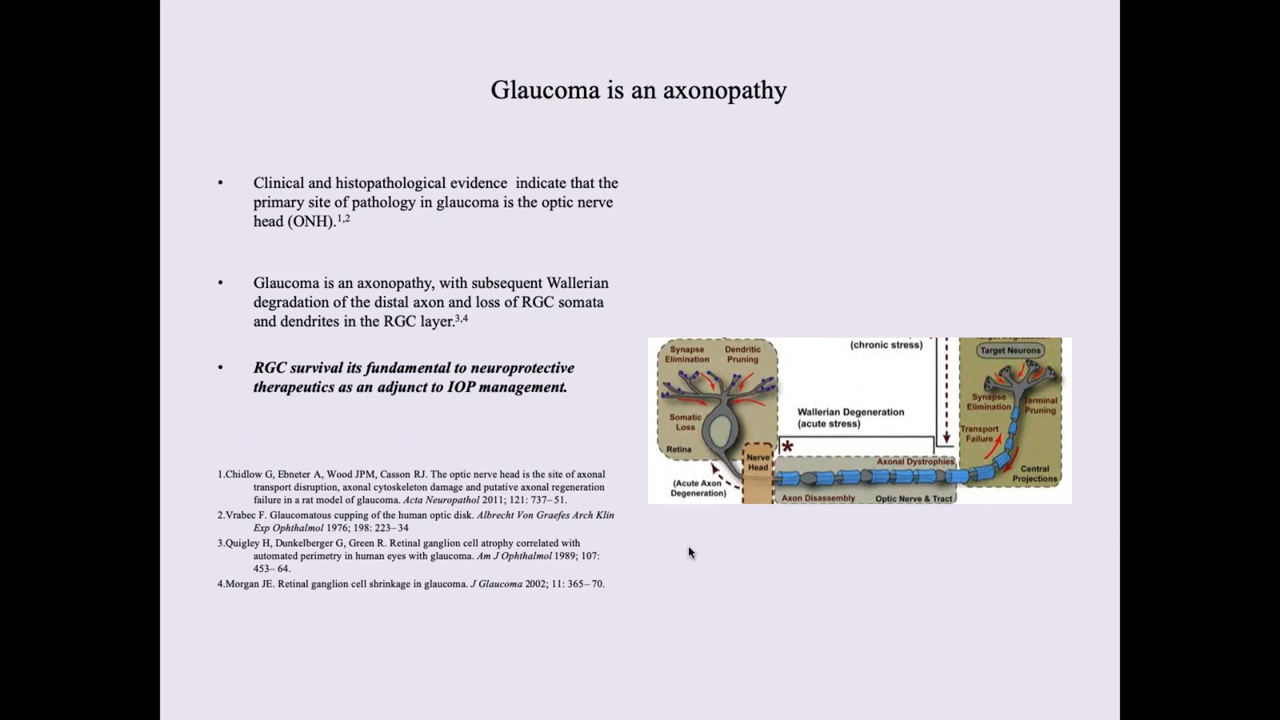 Glaucoma is an axonopathy
• Clinical and histopathological evidence indicate that the
primary site of pathology in glaucoma is the optic nerve
head (ONH).1,2
• Glaucoma is an axonopathy, with subsequent Wallerian
degradation of the distal axon and loss of RGC somata
and dendrites in the RGC layer.3,4
• RGC survival its fundamental to neuroprotective
therapeutics as an adjunct to IOP management.
1.Chidlow G, Ebneter A, Wood JPM, Casson RJ. The optic nerve head is the site of axonal
transport disruption, axonal cytoskeleton damage and putative axonal regeneration
failure in a rat model of glaucoma. Acta Neuropathol 2011; 121: 737–51.
2.Vrabec F. Glaucomatous cupping of the human optic disk. Albrecht Von Graefes Arch Klin
Exp Ophthalmol 1976; 198: 223–34
3.Quigley H, Dunkelberger G, Green R. Retinal ganglion cell atrophy correlated with
automated perimetry in human eyes with glaucoma. Am J Ophthalmol 1989; 107:
453–64.
4.Morgan JE. Retinal ganglion cell shrinkage in glaucoma. J Glaucoma 2002; 11: 365–70.
Synapse
Elimination
Dendritic
Pruning
Somatic
Loss
Retina
(Acute Axon
Degeneration)
Nerve
Head
(chronic stress)
Wallerian Degeneration
(acute stress)
*
Axonal Dystrophies
Axon Disassembly
Optic Nerve & Tract
Target Neurons
Synapse
Elimination
Terminal
Pruning
Transport
Failure
Central
Projections